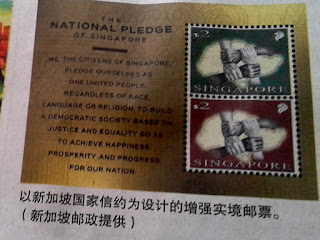 THE
NATIONAL PLEDGE
OF SINGAPORE
WE, THE CITIZENS OF SINGAPORE,
PLEDGE OURSELVES AS
ONE UNITED PEOPLE,
REGARDLESS OF RACE,
LANGUAGE OR RELIGION, TO BUILD
A DEMOCRATIC SOCIETY BASED ON
JUSTICE AND EQUALITY SO AS
TO ACHIEVE HAPPINESS,
PROSPERITY AND PROGRESS
FOR OUR NATION.
$2
SINGAPORE
$2
SINGAPORE
以新加坡国家信约为设计的增强实境邮票。
(新加坡邮政提供)